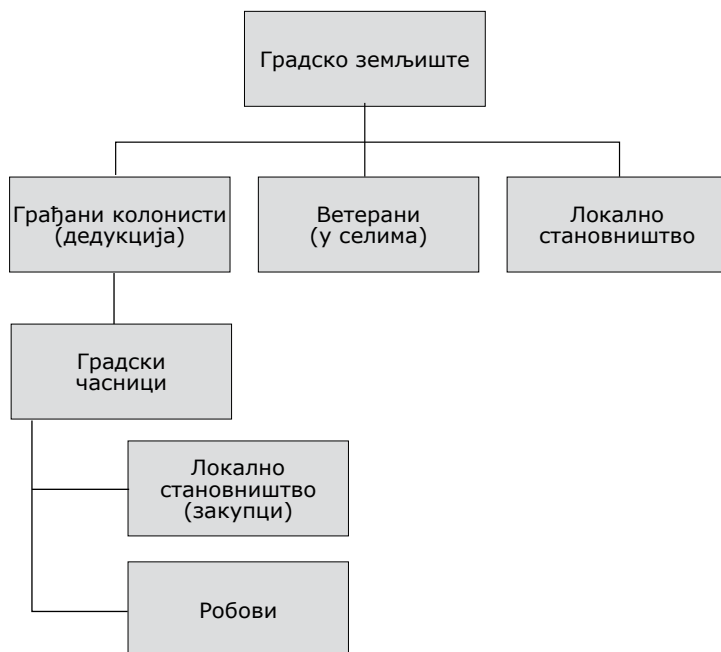 Градско земљиште
Грађани колонисти
(дедукција)
Ветерани
(у селима)
Локално
становништво
Градски
часници
Локално
становништво
(закупци)
Робови